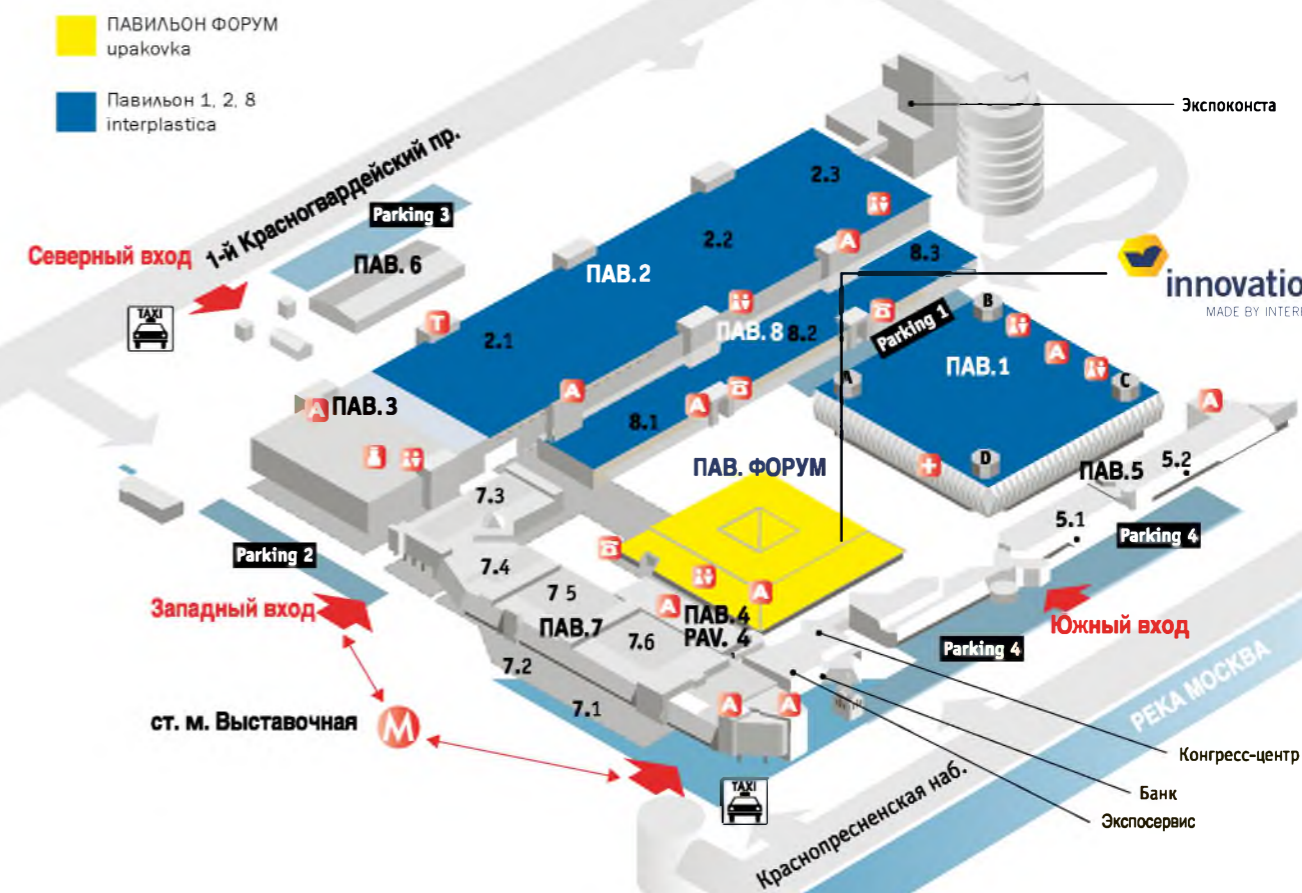 ПАВИЛЬОН ФОРУМ
upakovka
Павильон 1, 2, 8
interplastica
Экспоконста
1-й Красногвардейский пр.
Parking 3
Северный вход
ПАВ. 6
TAXI
2.3
2.2
ПАВ. 2
2.1
T
A
8.3
innovatio
MADE BY INTERP
ПАВ. 8
8.2
Parking 1
B
ПАВ. 1
A
A
C
A
A
ПАВ. 3
A
A
8.1
D
ПАВ. ФОРУМ
ПАВ. 5
5.2
7.3
5.1
Parking 4
Parking 2
7.4
7 5
Западный вход
A
A
ПАВ. 4
PAV. 4
ПАВ. 7
7.6
Южный вход
Parking 4
7.2
7.1
A
A
РЕКА МОСКВА
ст. м. Выставочная
М
TAXI
Конгресс-центр
Банк
Экспосервис
Краснопресненская наб.